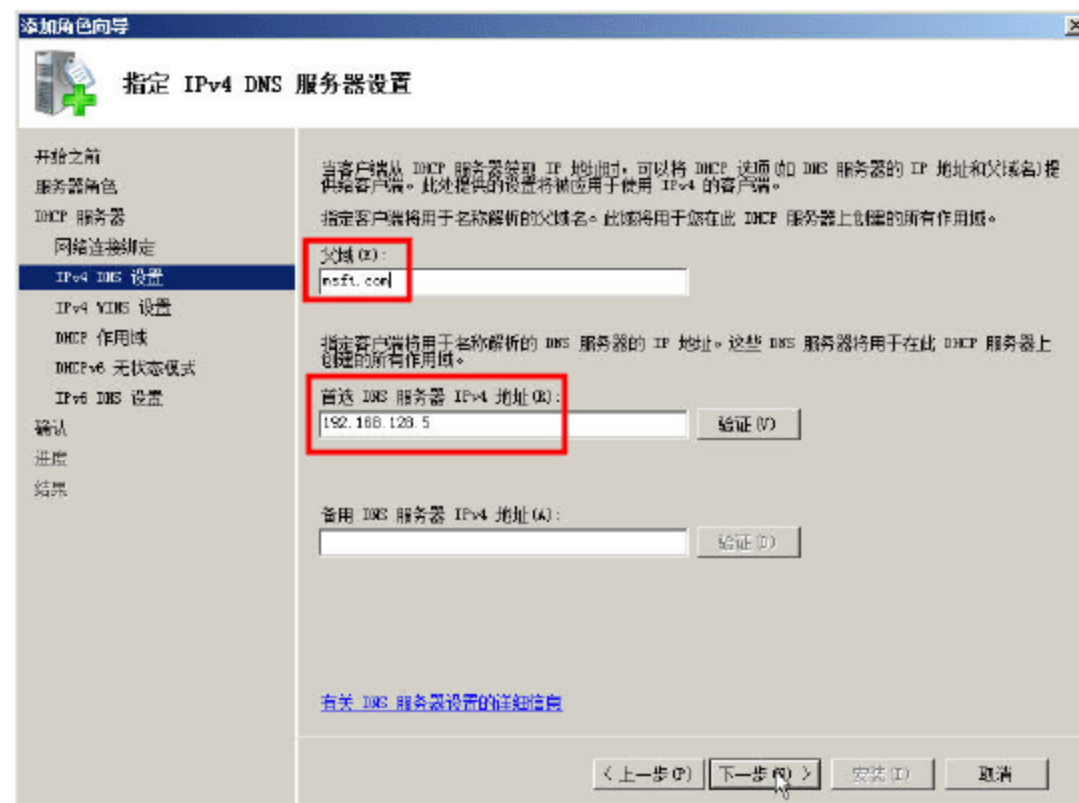 添加角色向导
指定 IPv4 DNS 服务器设置
开始之前
服务器角色
DHCP 服务器
网络连接绑定
IPv4 DNS 设置
IPv4 WINS 设置
DHCP 作用域
DHCPv6 无状态模式
IPv6 DNS 设置
确认
进度
结果
当客户端从 DHCP 服务器获取 IP 地址时，可以将 DHCP 选项(如 DNS 服务器的 IP 地址和父域名)提
供给客户端。此处提供的设置将被应用于使用 IPv4 的客户端。
指定客户端将用于名称解析的父域名。此域将用于您在此 DHCP 服务器上创建的所有作用域。
父域(M):
msft.com
指定客户端将用于名称解析的 DNS 服务器的 IP 地址。这些 DNS 服务器将用于在此 DHCP 服务器上
创建的所有作用域。
首选 DNS 服务器 IPv4 地址(R):
192.168.128.5
验证(V)
备用 DNS 服务器 IPv4 地址(A):
验证(D)
有关 DNS 服务器设置的详细信息
< 上一步(P)
下一步(N) >
安装(I)
取消